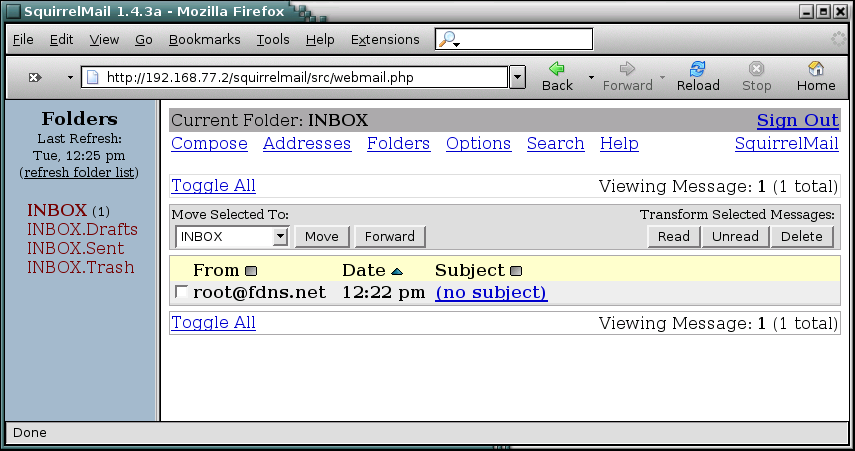 SquirrelMail 1.4.3a - Mozilla Firefox
File Edit View Go Bookmarks Tools Help Extensions
http://192.168.77.2/squirrelmail/src/webmail.php Back Forward Reload Stop Home
Folders
Last Refresh:
Tue, 12:25 pm
(refresh folder list)
INBOX (1)
INBOX.Drafts
INBOX.Sent
INBOX.Trash
Current Folder: INBOX Sign Out
Compose Addresses Folders Options Search Help SquirrelMail
Toggle All Viewing Message: 1 (1 total)
Move Selected To: Transform Selected Messages:
INBOX Move Forward Read Unread Delete
From Date Subject
root@fdns.net 12:22 pm (no subject)
Toggle All Viewing Message: 1 (1 total)
Done